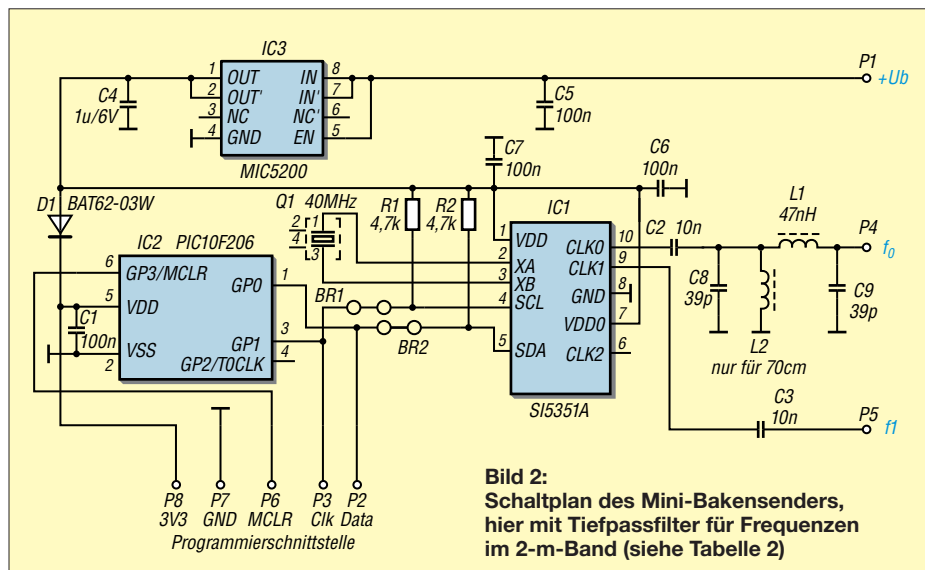 IC3
1 OUT IN 8
2 OUT' IN' 7
3 NC NC' 6
4 GND EN 5
MIC5200
C4
1u/6V
C5
100n
P1
+Ub
C7
100n
C6
100n
D1 BAT62-03W
Q1 40MHz
1
2
4
3
R1
4,7k
R2
4,7k
IC1
1 VDD
2 XA
3 XB
4 SCL
5 SDA
CLK0 10
CLK1 9
GND 8
VDD0 7
CLK2 6
SI5351A
C2 10n
L1
47nH
P4
f0
C8
39p
C9
39p
L2
nur für 70cm
C3
10n
P5
f1
IC2 PIC10F206
6 GP3/MCLR
5 VDD
VSS
2
GP0 1
GP1 3
GP2/T0CLK 4
C1
100n
BR1
BR2
P8
3V3
P7
GND
P6
MCLR
P3
Clk
P2
Data
Programmierschnittstelle
Bild 2:
Schaltplan des Mini-Bakensenders,
hier mit Tiefpassfilter für Frequenzen
im 2-m-Band (siehe Tabelle 2)